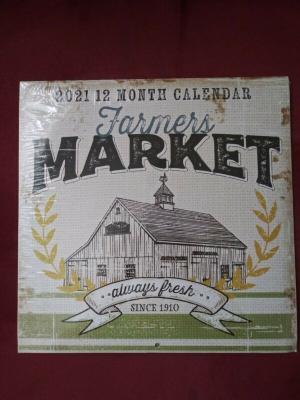 2021 12 MONTH CALENDAR
Farmers
MARKET
always fresh
SINCE 1910